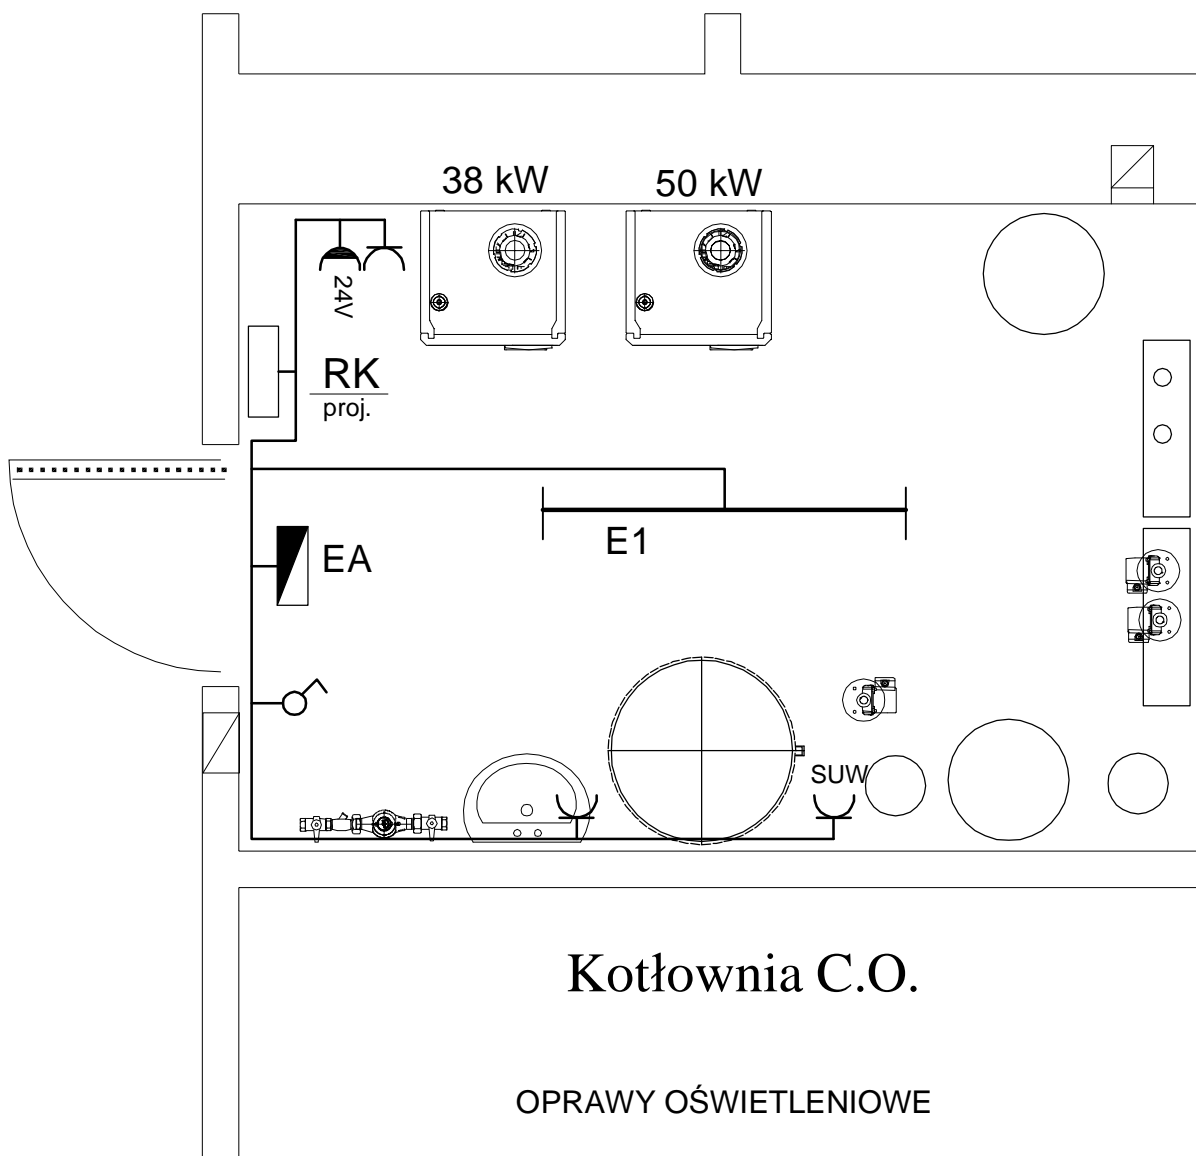 38 kW
50 kW
24V
RK
proj.
E1
EA
SUW
Kotłownia C.O.
OPRAWY OŚWIETLENIOWE